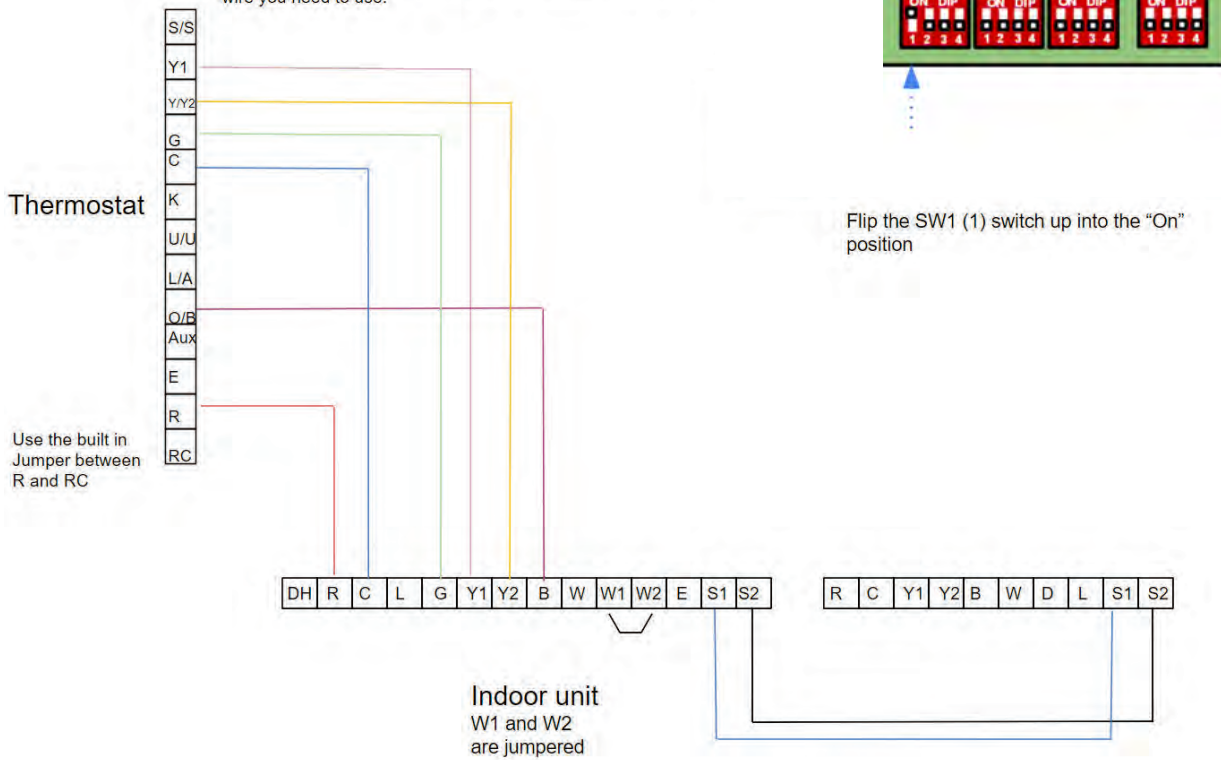 wire you need to use.
ON DIP ON DIP ON DIP ON DIP
1 2 3 4 1 2 3 4 1 2 3 4 1 2 3 4
S/S
Y1
Y/Y2
G
C
K
U/U
L/A
O/B
Aux
E
R
RC
Thermostat
Flip the SW1 (1) switch up into the “On”
position
Use the built in
Jumper between
R and RC
DH R C L G Y1 Y2 B W W1 W2 E S1 S2
R C Y1 Y2 B W D L S1 S2
Indoor unit
W1 and W2
are jumpered